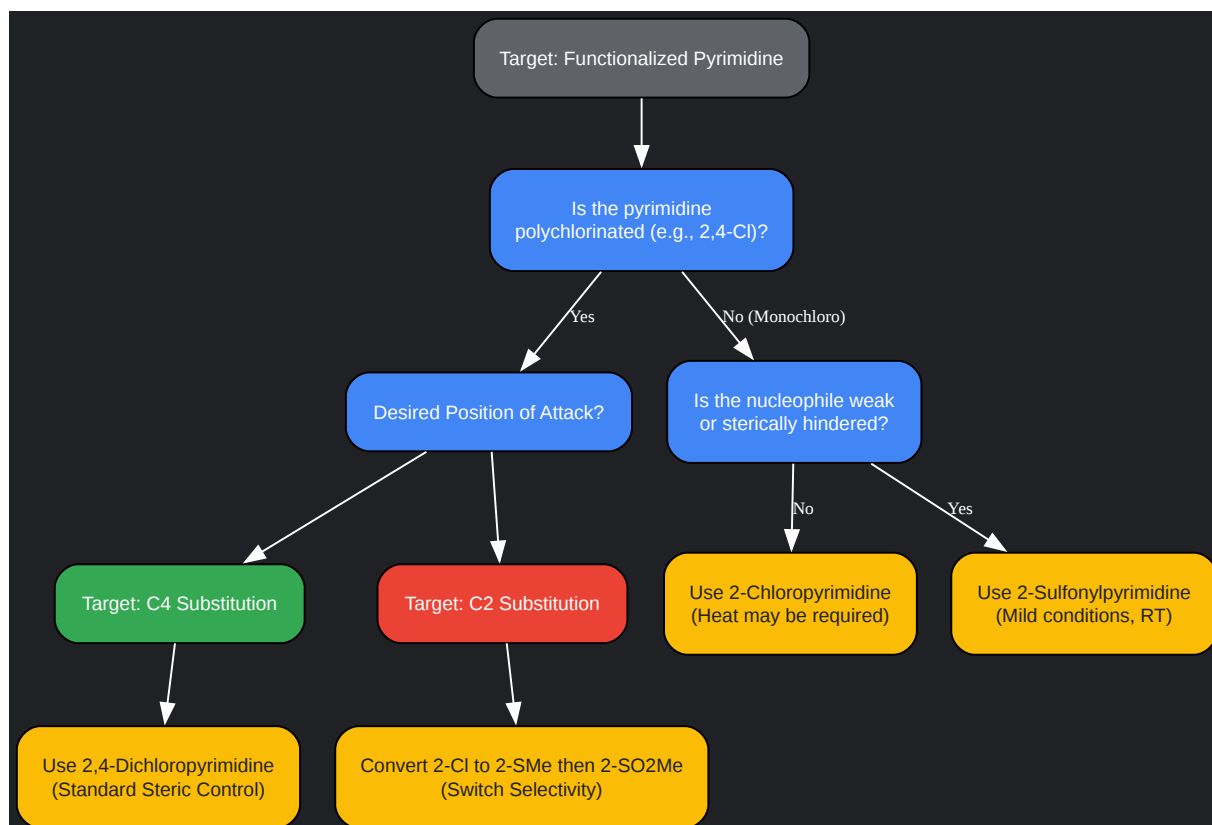 Target: Functionalized Pyrimidine
Is the pyrimidine
polychlorinated (e.g., 2,4-Cl)?
Yes
No (Monochloro)
Desired Position of Attack?
Is the nucleophile weak
or sterically hindered?
No
Yes
Target: C4 Substitution
Target: C2 Substitution
Use 2-Chloropyrimidine
(Heat may be required)
Use 2-Sulfonylpyrimidine
(Mild conditions, RT)
Use 2,4-Dichloropyrimidine
(Standard Steric Control)
Convert 2-Cl to 2-SMe then 2-SO2Me
(Switch Selectivity)